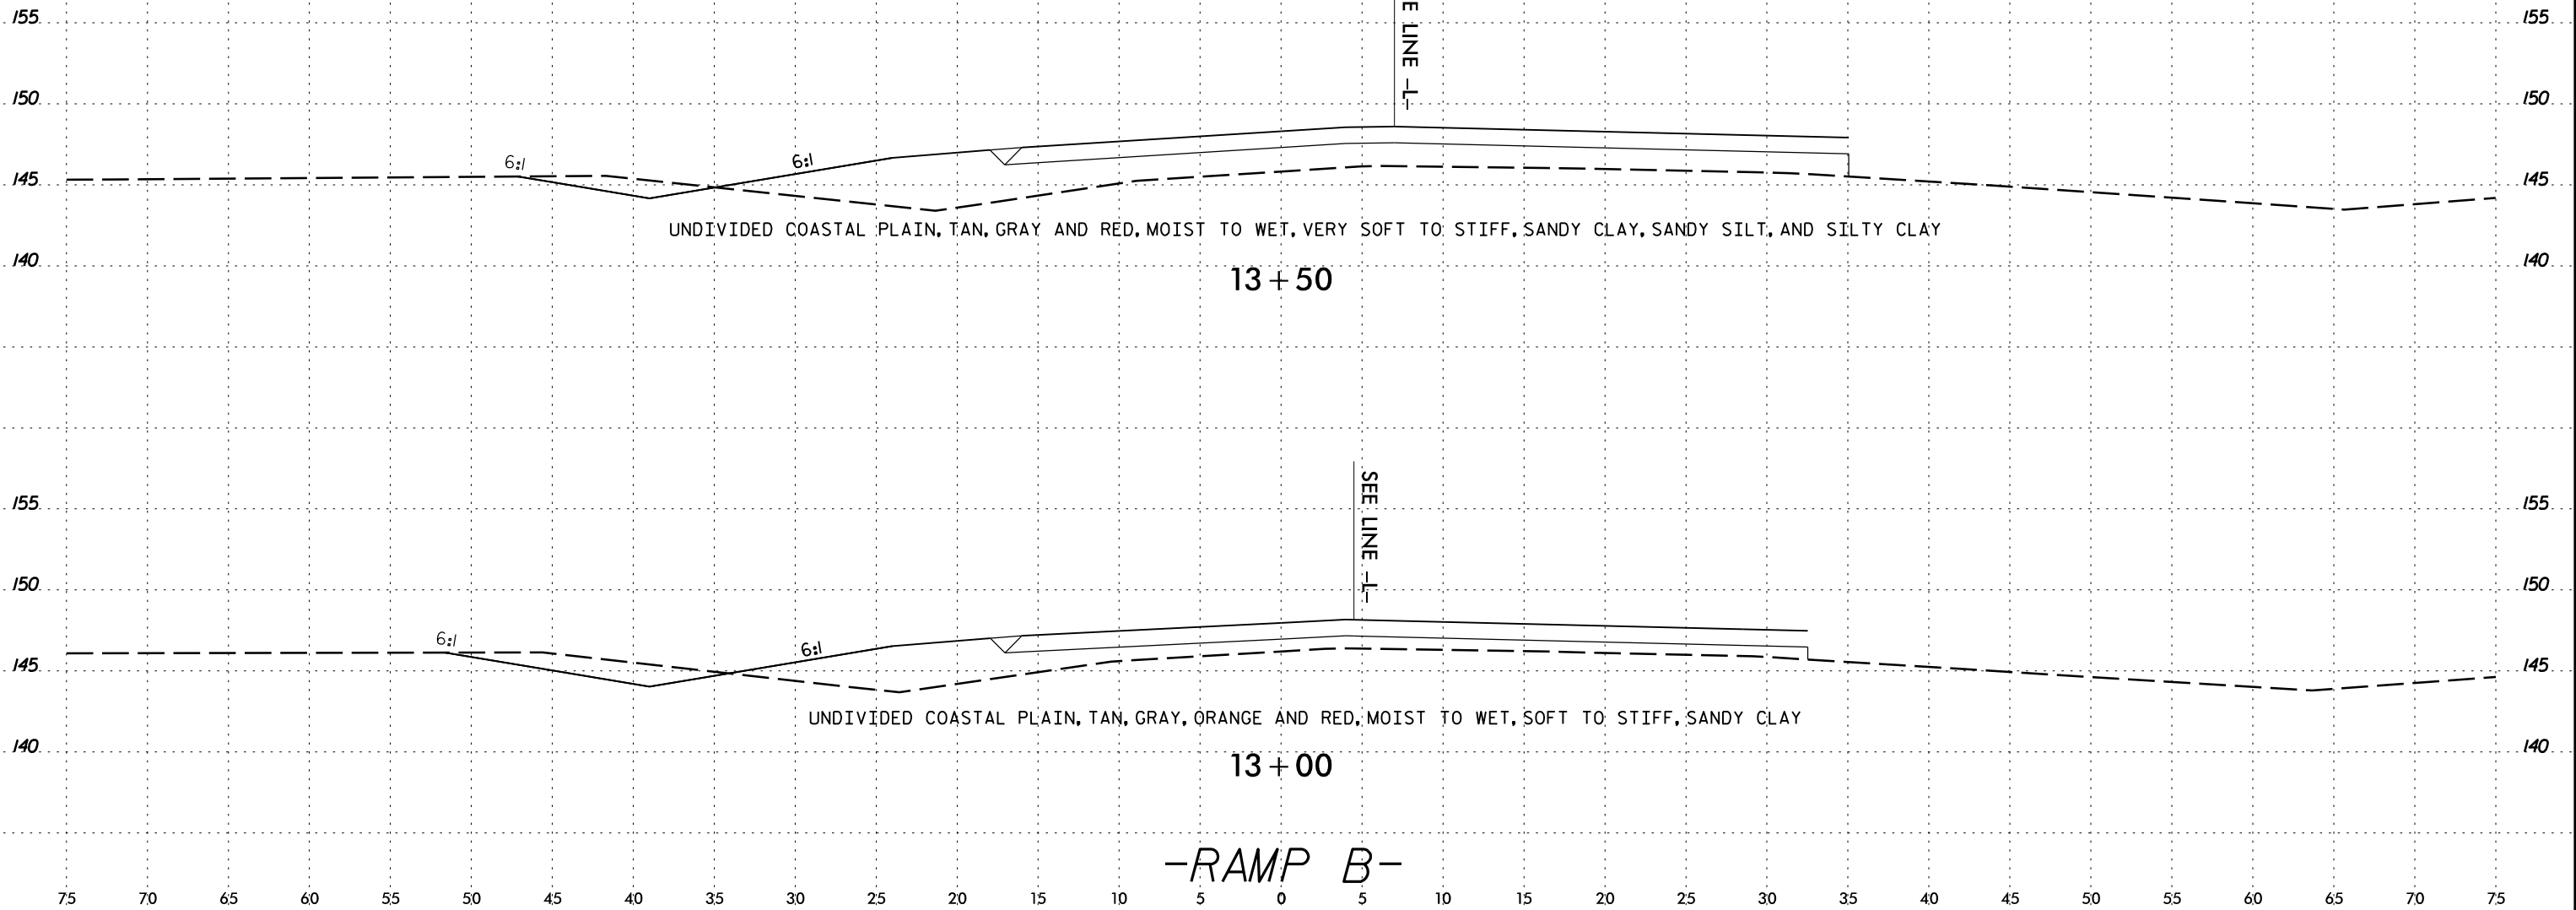 155 155
E LINE -L-
150 150
6:1 6:1
145 145
UNDIVIDED COASTAL PLAIN, TAN, GRAY AND RED, MOIST TO WET, VERY SOFT TO STIFF, SANDY CLAY, SANDY SILT, AND SILTY CLAY
140 140
13+50
155 155
SEE LINE -L-
150 150
6:1 6:1
145 145
UNDIVIDED COASTAL PLAIN, TAN, GRAY, ORANGE AND RED, MOIST TO WET, SOFT TO STIFF, SANDY CLAY
140 140
13+00
-RAMP B-
75 70 65 60 55 50 45 40 35 30 25 20 15 10 5 0 5 10 15 20 25 30 35 40 45 50 55 60 65 70 75